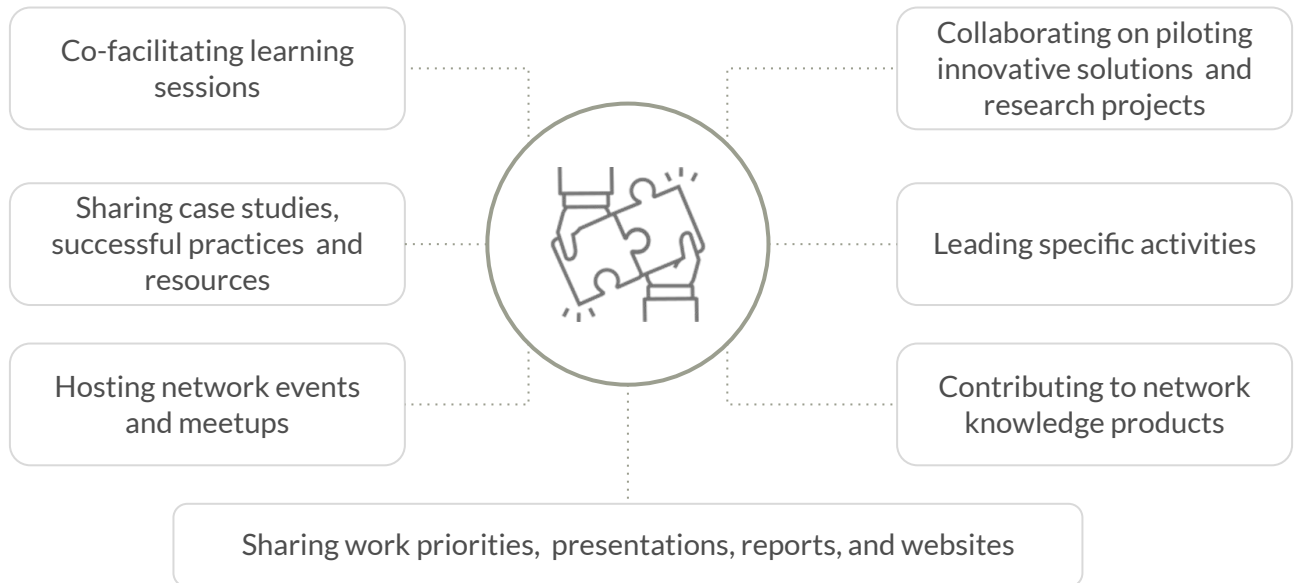 Co-facilitating learning
sessions
Sharing case studies,
successful practices  and
resources
Hosting network events
and meetups
Collaborating on piloting
innovative solutions  and
research projects
Leading specific activities
Contributing to network
knowledge products
Sharing work priorities,  presentations, reports, and websites